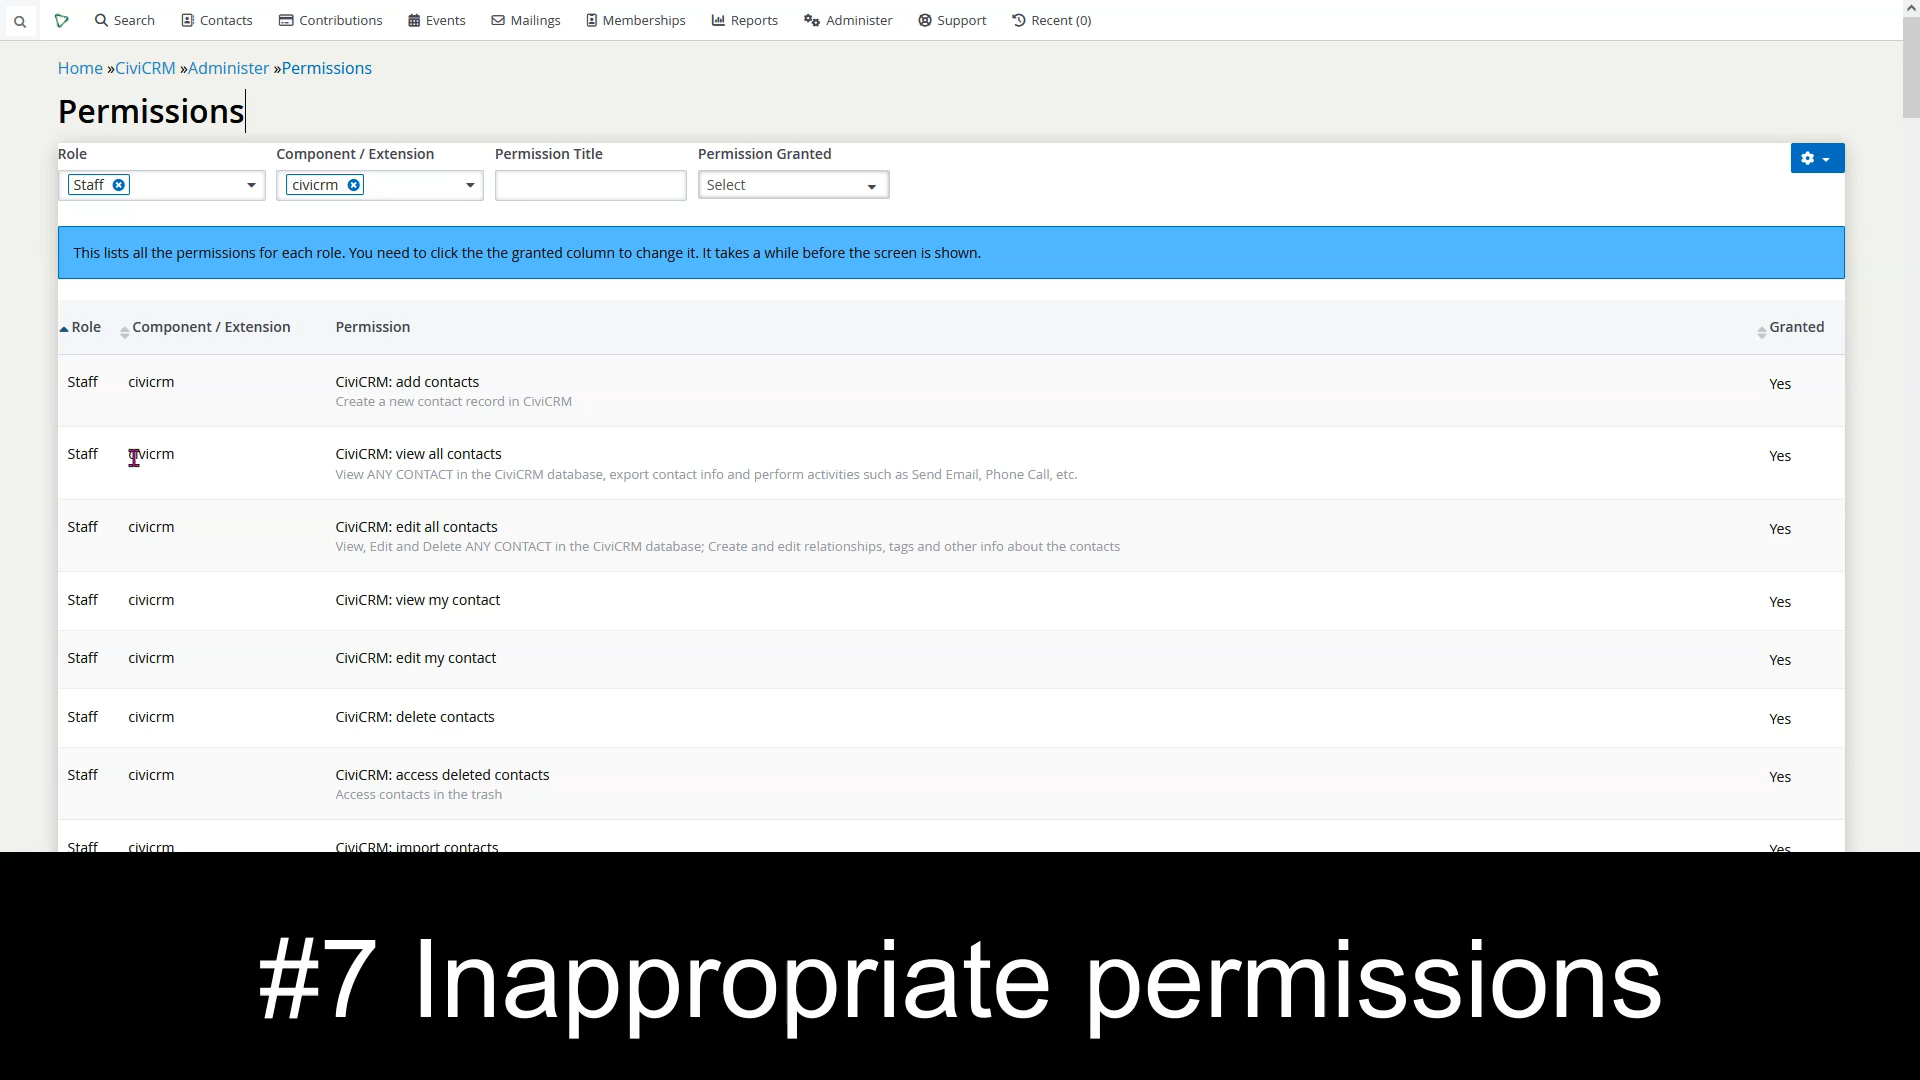 Search Contacts Contributions Events Mailings Memberships Reports Administer Support Recent (0)
Home »CiviCRM »Administer »Permissions
Permissions
Role Component / Extension Permission Title Permission Granted
Staff civicrm Select
This lists all the permissions for each role. You need to click the the granted column to change it. It takes a while before the screen is shown.
Role Component / Extension Permission Granted
Staff civicrm CiviCRM: add contacts Yes
Create a new contact record in CiviCRM
Staff civicrm CiviCRM: view all contacts Yes
View ANY CONTACT in the CiviCRM database, export contact info and perform activities such as Send Email, Phone Call, etc.
Staff civicrm CiviCRM: edit all contacts Yes
View, Edit and Delete ANY CONTACT in the CiviCRM database; Create and edit relationships, tags and other info about the contacts
Staff civicrm CiviCRM: view my contact Yes
Staff civicrm CiviCRM: edit my contact Yes
Staff civicrm CiviCRM: delete contacts Yes
Staff civicrm CiviCRM: access deleted contacts Yes
Access contacts in the trash
Staff civicrm CiviCRM: import contacts Yes
#7 Inappropriate permissions